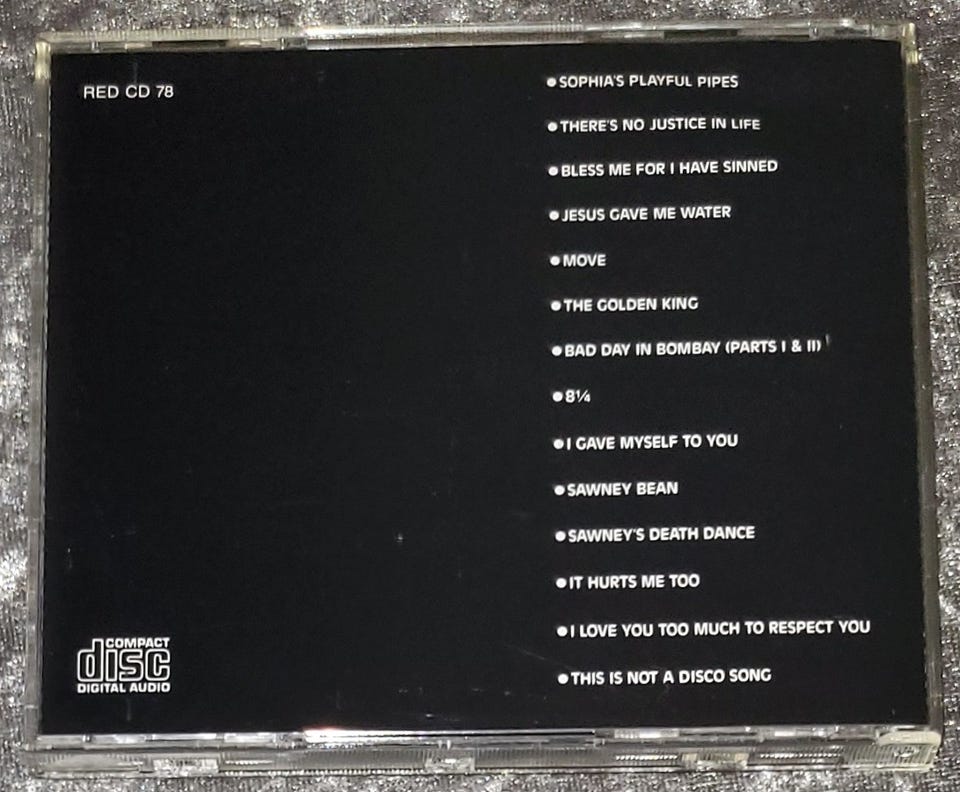 RED CD 78
●SOPHIA'S PLAYFUL PIPES
●THERE'S NO JUSTICE IN LIFE
●BLESS ME FOR I HAVE SINNED
●JESUS GAVE ME WATER
●MOVE
●THE GOLDEN KING
●BAD DAY IN BOMBAY (PARTS I & II)
●8¼
●I GAVE MYSELF TO YOU
●SAWNEY BEAN
●SAWNEY'S DEATH DANCE
●IT HURTS ME TOO
●I LOVE YOU TOO MUCH TO RESPECT YOU
●THIS IS NOT A DISCO SONG
COMPACT
disc
DIGITAL AUDIO